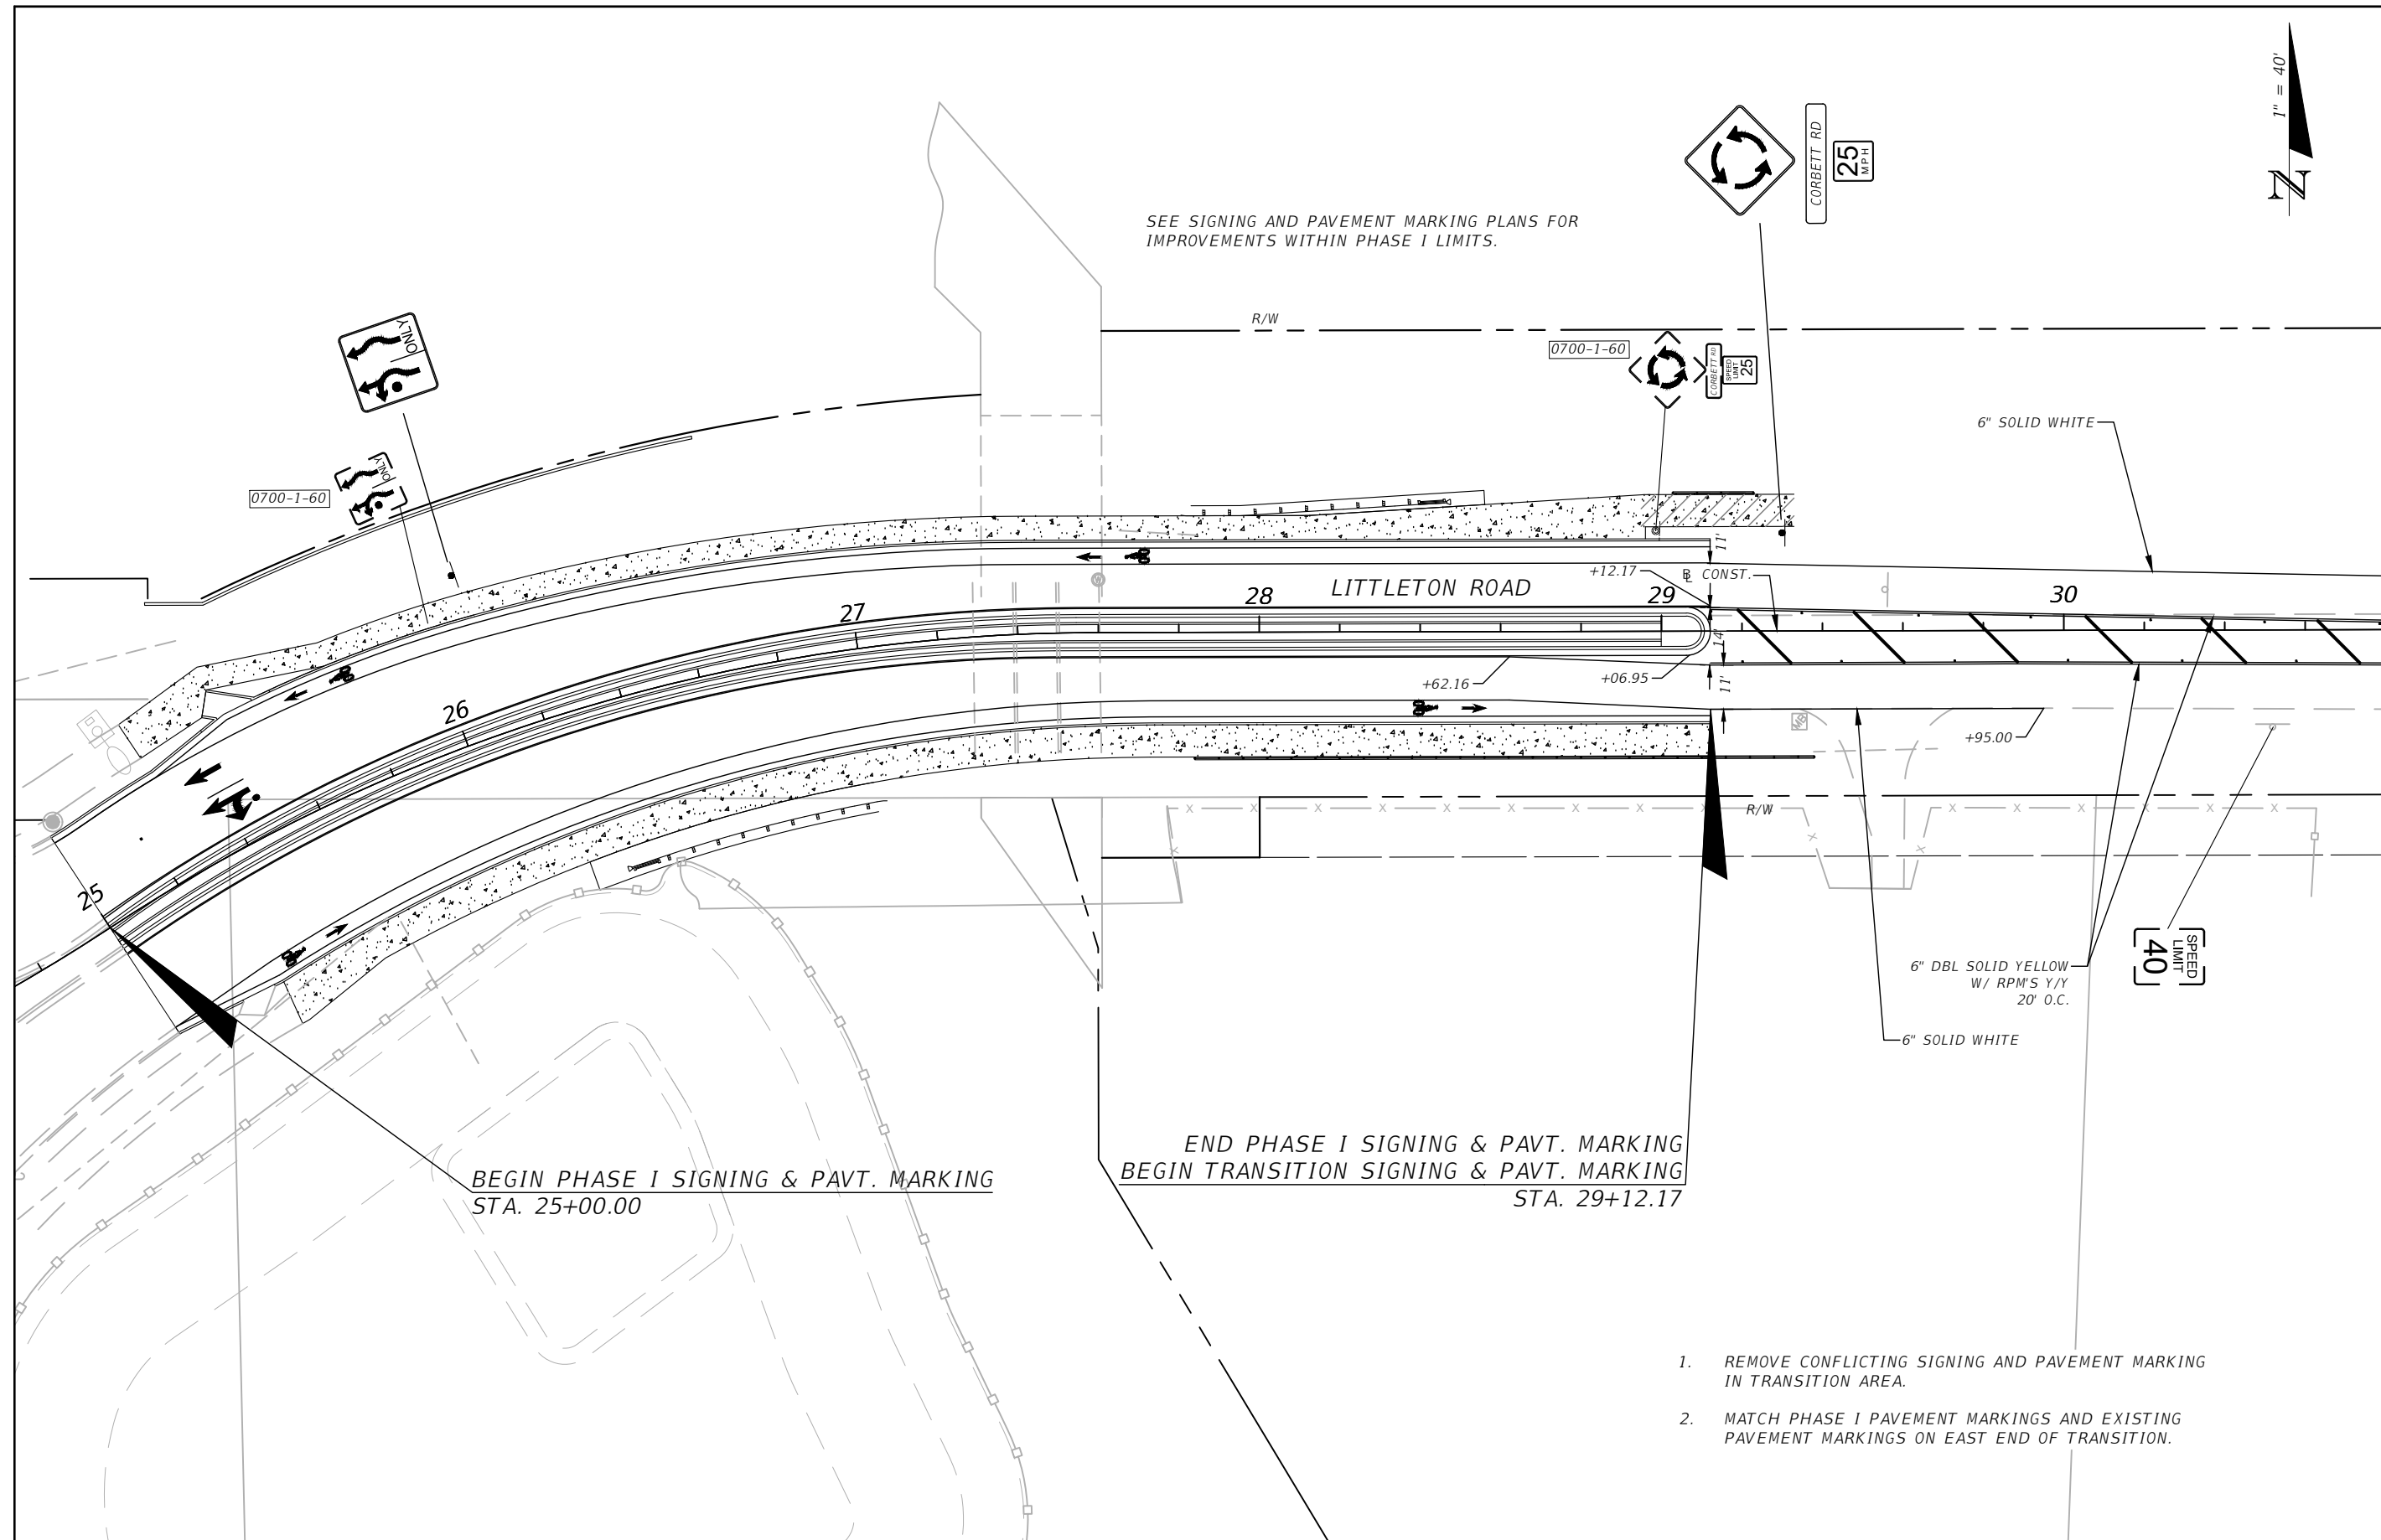 1" = 40'
N
CORBETT RD
25
MPH
SEE SIGNING AND PAVEMENT MARKING PLANS FOR
IMPROVEMENTS WITHIN PHASE I LIMITS.
R/W
ONLY
0700-1-60
CORBETT RD
SPEED
LIMIT
25
6" SOLID WHITE
ONLY
0700-1-60
11'
+12.17
℄ CONST.
LITTLETON ROAD
25
26
27
28
29
30
14'
+62.16
+06.95
11'
MB
+95.00
R/W
SPEED
LIMIT
40
6" DBL SOLID YELLOW
W/ RPM'S Y/Y
20' O.C.
6" SOLID WHITE
BEGIN PHASE I SIGNING & PAVT. MARKING
STA. 25+00.00
END PHASE I SIGNING & PAVT. MARKING
BEGIN TRANSITION SIGNING & PAVT. MARKING
STA. 29+12.17
1. REMOVE CONFLICTING SIGNING AND PAVEMENT MARKING
IN TRANSITION AREA.
2. MATCH PHASE I PAVEMENT MARKINGS AND EXISTING
PAVEMENT MARKINGS ON EAST END OF TRANSITION.